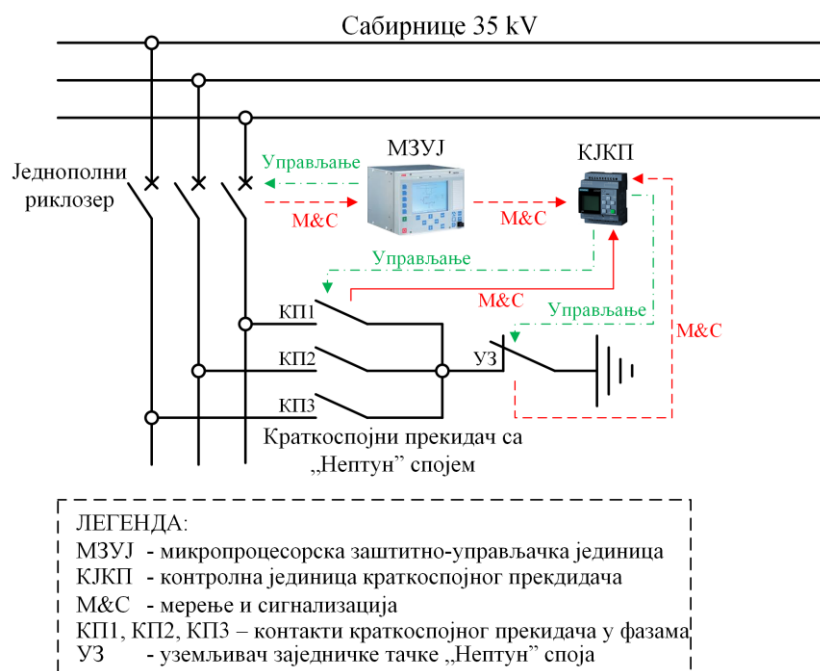 Сабирнице 35 kV
Једнополни
риклозер
Управљање
МЗУЈ
КЈКП
М&С
М&С
Управљање
М&С
Управљање
М&С
КП1
КП2
УЗ
КП3
Краткоспојни прекидач са
„Нептун” спојем
ЛЕГЕНДА:
МЗУЈ - микропроцесорска заштитно-управљачка јединица
КЈКП - контролна јединица краткоспојног прекдидача
М&С - мерење и сигнализација
КП1, КП2, КП3 – контакти краткоспојног прекидача у фазама
УЗ - уземљивач заједничке тачке „Нептун” споја